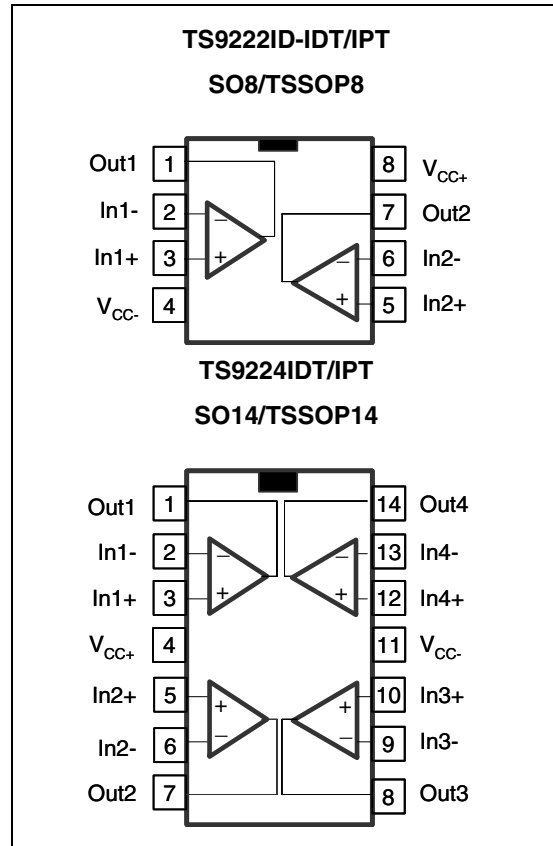 TS9222ID-IDT/IPT
SO8/TSSOP8
Out1 1 8 VCC+
In1- 2 − 7 Out2
In1+ 3 + − 6 In2-
VCC- 4 + 5 In2+
TS9224IDT/IPT
SO14/TSSOP14
Out1 1 14 Out4
In1- 2 − − 13 In4-
In1+ 3 + + 12 In4+
VCC+ 4 11 VCC-
In2+ 5 + + 10 In3+
In2- 6 − − 9 In3-
Out2 7 8 Out3